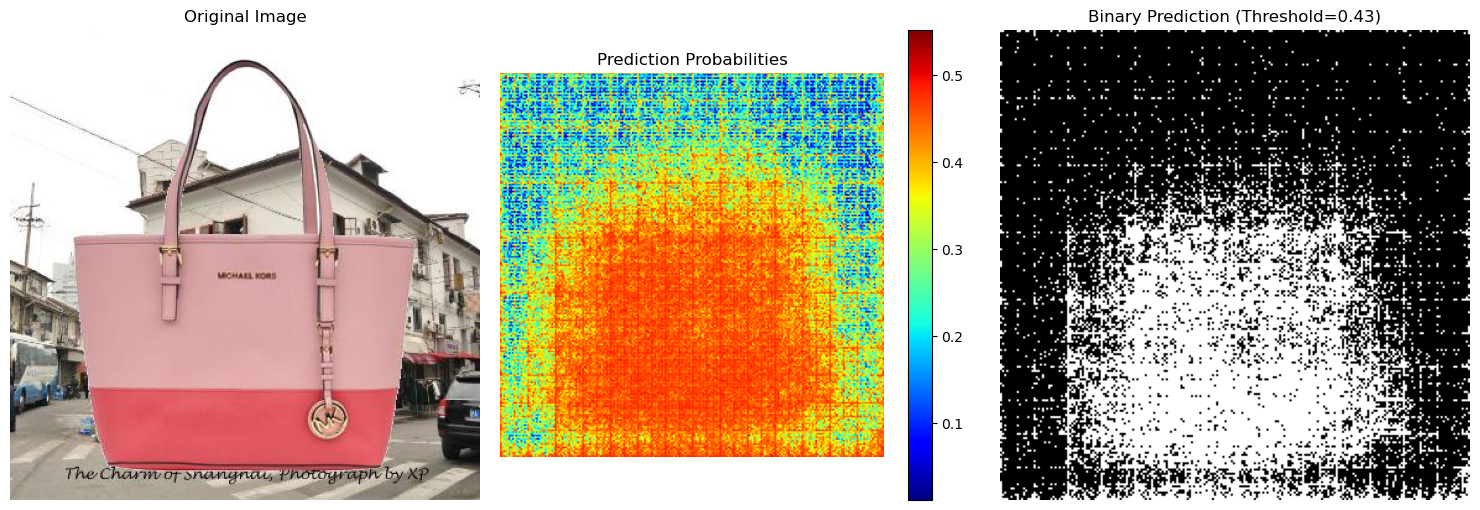 Original Image
Prediction Probabilities
Binary Prediction (Threshold=0.43)
MICHAEL KORS
MK
The Charm of Shanghai, Photograph by XP
0.5
0.4
0.3
0.2
0.1